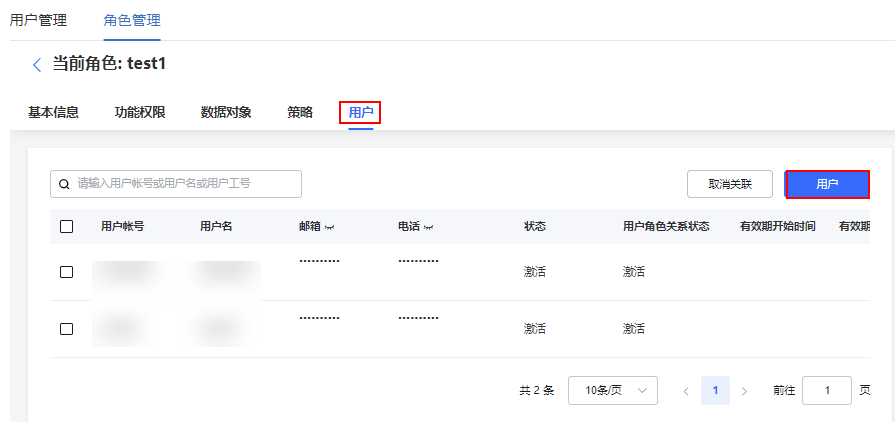 用户管理 角色管理
当前角色: test1
基本信息 功能权限 数据对象 策略 用户
请输入用户帐号或用户名或用户工号 取消关联 用户
用户帐号 用户名 邮箱 电话 状态 用户角色关系状态 有效期开始时间 有效期
•••••••••• •••••••••• 激活 激活
•••••••••• •••••••••• 激活 激活
共 2 条 10条/页 1 前往 1 页